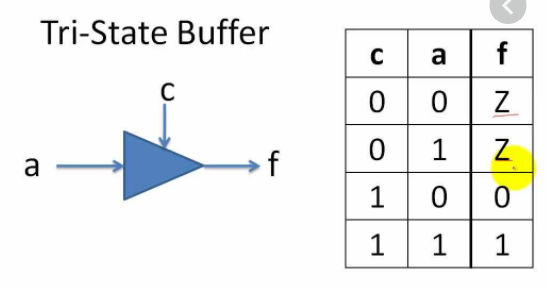 Tri-State Buffer
c
a
f
c a f
0 0 Z
0 1 Z
1 0 0
1 1 1